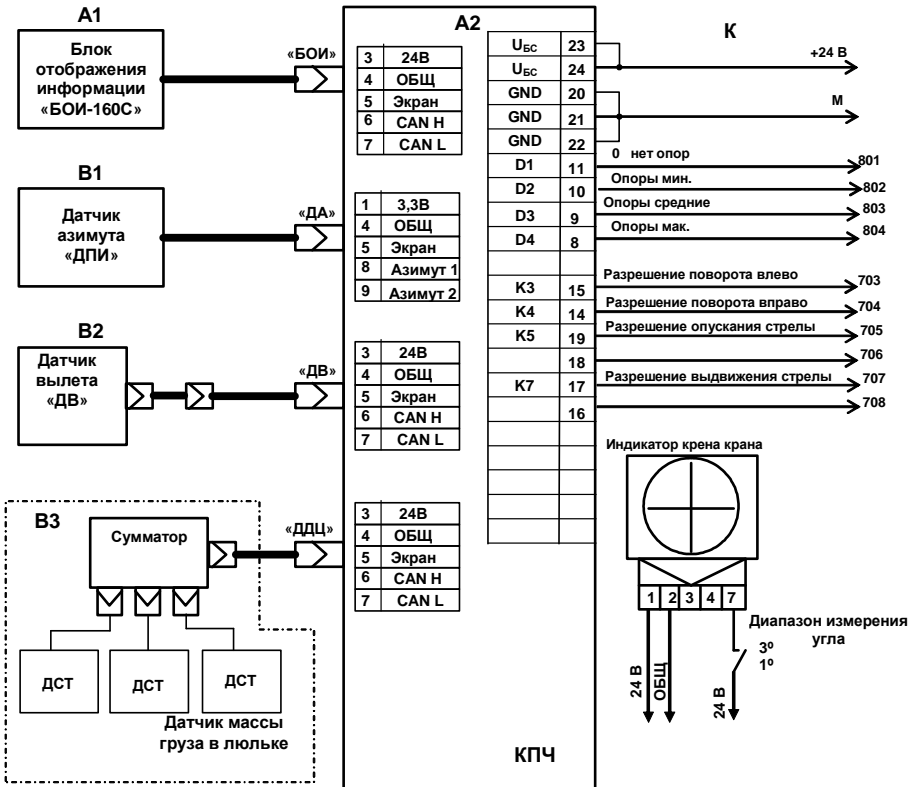 А1
Блок
отображения
информации
«БОИ-160С»
«БОИ»
В1
Датчик
азимута
«ДПИ»
«ДА»
В2
Датчик
вылета
«ДВ»
«ДВ»
В3
Сумматор
«ДДЦ»
ДСТ
ДСТ
ДСТ
Датчик массы
груза в люльке
А2
3 24В
4 ОБЩ
5 Экран
6 CAN H
7 CAN L
1 3,3В
4 ОБЩ
5 Экран
8 Азимут 1
9 Азимут 2
3 24В
4 ОБЩ
5 Экран
6 CAN H
7 CAN L
3 24В
4 ОБЩ
5 Экран
6 CAN H
7 CAN L
КПЧ
К
UБС 23
UБС 24 +24 В
GND 20
GND 21 М
GND 22
D1 11 0 нет опор 801
D2 10 Опоры мин. 802
D3 9 Опоры средние 803
D4 8 Опоры мак. 804
K3 15 Разрешение поворота влево 703
K4 14 Разрешение поворота вправо 704
K5 19 Разрешение опускания стрелы 705
18 706
K7 17 Разрешение выдвижения стрелы 707
16 708
Индикатор крена крана
1 2 3 4 7
Диапазон измерения
угла
3º
1º
24 В
ОБЩ
24 В